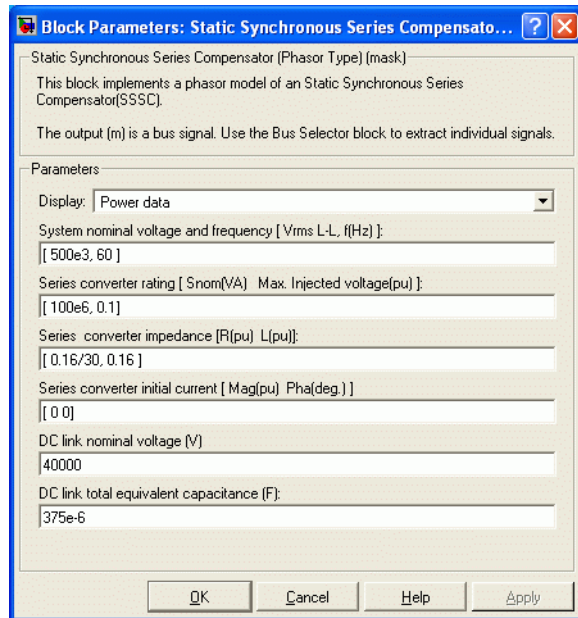 Block Parameters: Static Synchronous Series Compensato...
Static Synchronous Series Compensator (Phasor Type) (mask)
This block implements a phasor model of an Static Synchronous Series
Compensator(SSSC).
The output (m) is a bus signal. Use the Bus Selector block to extract individual signals.
Parameters
Display: Power data
System nominal voltage and frequency [ Vrms L-L, f(Hz) ]:
[ 500e3, 60 ]
Series converter rating [ Snom(VA) Max. Injected voltage(pu) ]:
[ 100e6, 0.1]
Series converter impedance [R(pu) L(pu)]:
[ 0.16/30, 0.16 ]
Series converter initial current [ Mag(pu) Pha(deg.) ]
[ 0 0]
DC link nominal voltage (V)
40000
DC link total equivalent capacitance (F):
375e-6
OK Cancel Help Apply